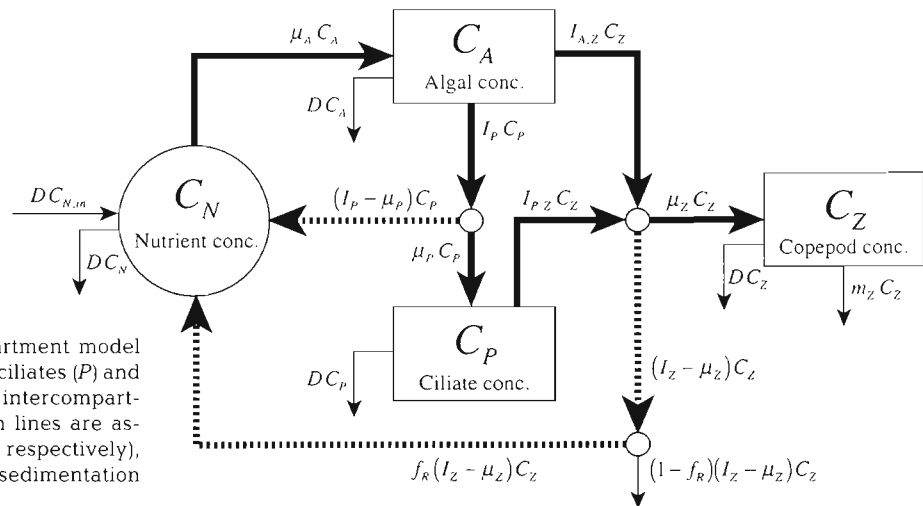 μ_A C_A
C_A
Algal conc.
I_{A,Z} C_Z
DC_A
I_P C_P
DC_{N,in}
C_N
Nutrient conc.
DC_N
(I_P − μ_P)C_P
I_{P,Z} C_Z
μ_Z C_Z
C_Z
Copepod conc.
μ_P C_P
DC_Z
m_Z C_Z
C_P
Ciliate conc.
DC_P
(I_Z − μ_Z)C_Z
f_R(I_Z − μ_Z)C_Z
(1 − f_R)(I_Z − μ_Z)C_Z
artment model
ciliates (P) and
intercompart-
lines are as-
respectively),
sedimentation